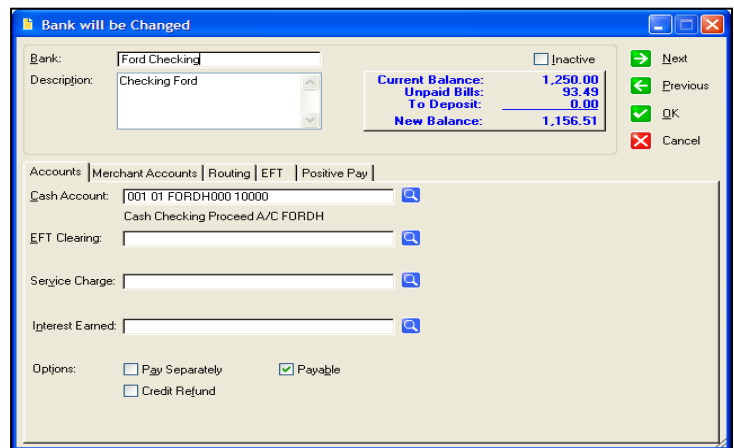 Bank will be Changed
Bank: Ford Checking Inactive Next
Description: Checking Ford Current Balance: 1,250.00 Previous
Unpaid Bills: 93.49
To Deposit: 0.00 OK
New Balance: 1,156.51
Cancel
Accounts Merchant Accounts Routing EFT Positive Pay
Cash Account: 001 01 FORDH000 10000
Cash Checking Proceed A/C FORDH
EFT Clearing:
Service Charge:
Interest Earned:
Options: Pay Separately Payable
Credit Refund